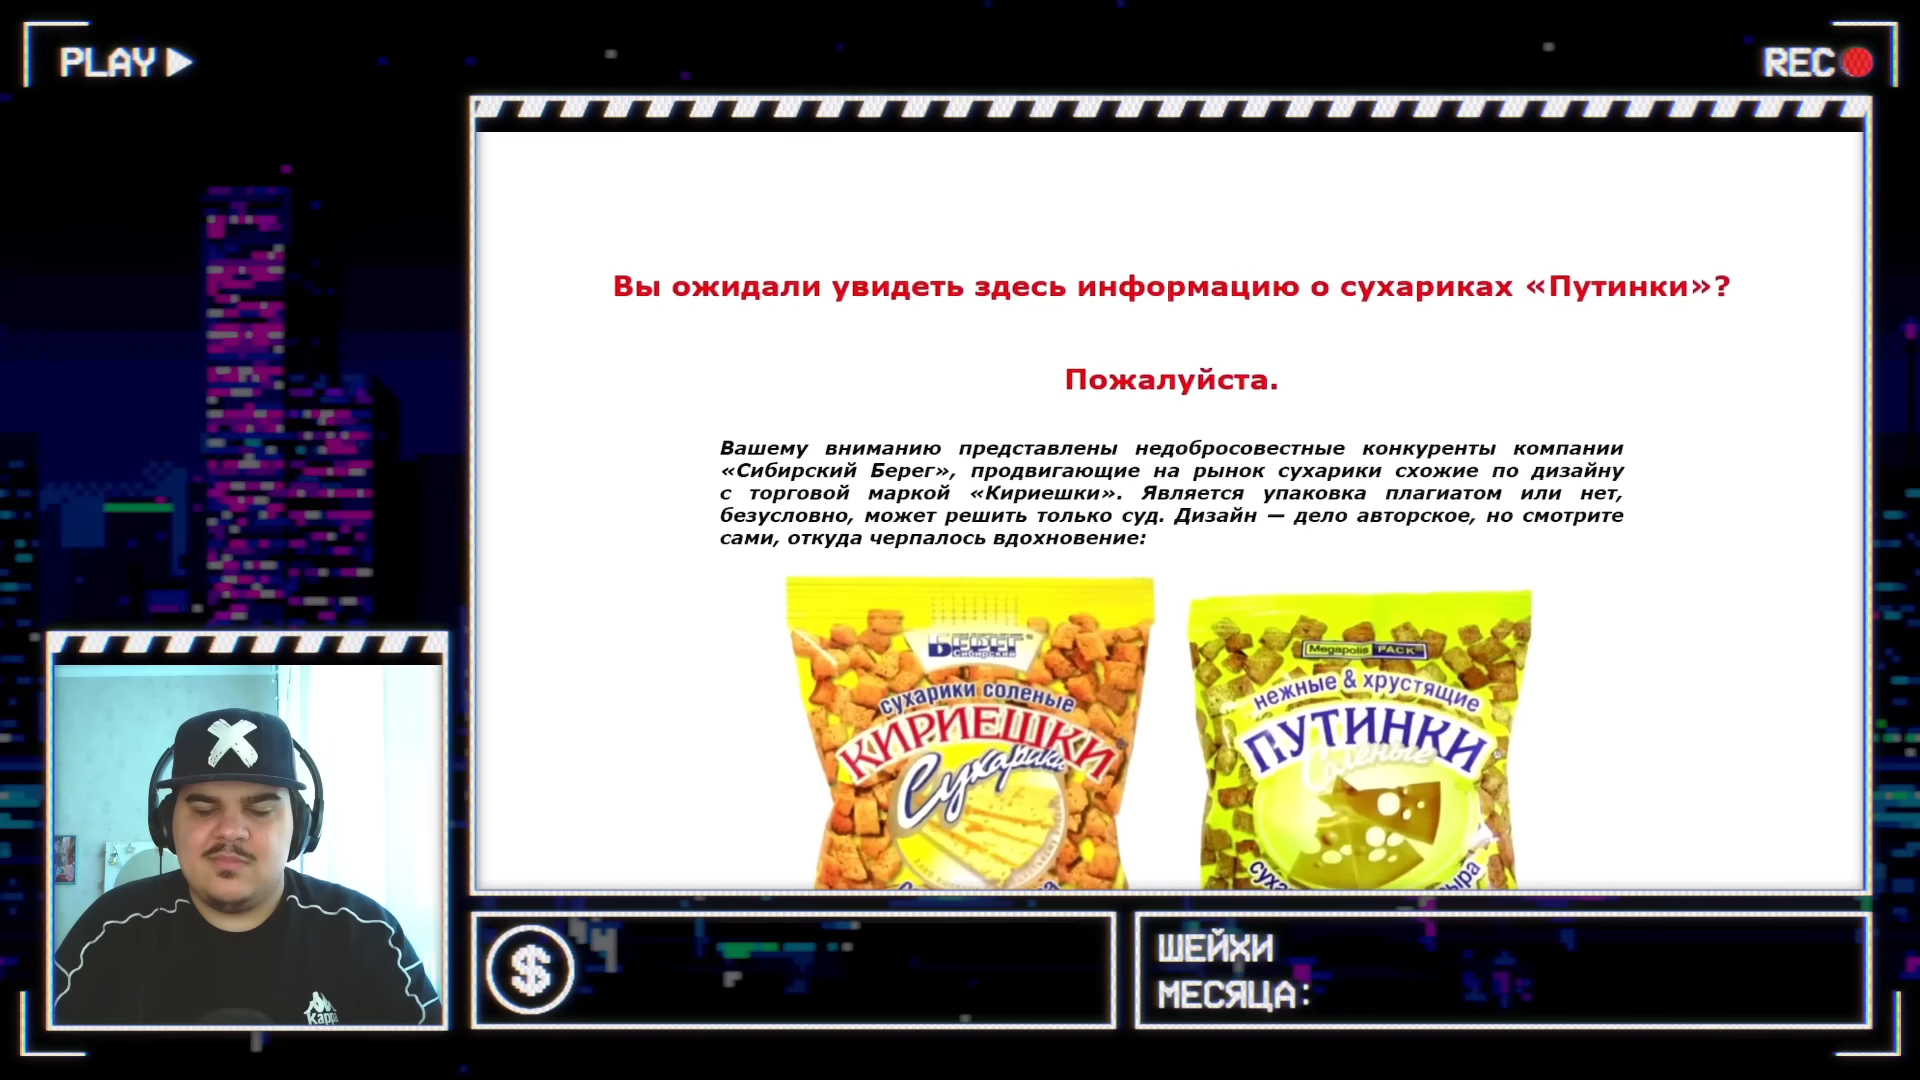 PLAY
REC
Вы ожидали увидеть здесь информацию о сухариках «Путинки»?
Пожалуйста.
Вашему вниманию представлены недобросовестные конкуренты компании
«Сибирский Берег», продвигающие на рынок сухарики схожие по дизайну
с торговой маркой «Кириешки». Является упаковка плагиатом или нет,
безусловно, может решить только суд. Дизайн — дело авторское, но смотрите
сами, откуда черпалось вдохновение:
БЕРЕГ
Сибирский
сухарики соленые
КИРИЕШКИ
Сухарики
Megapolis PACK
нежные & хрустящие
ПУТИНКИ
Соленые
Kappa
$
ШЕЙХИ
МЕСЯЦА: